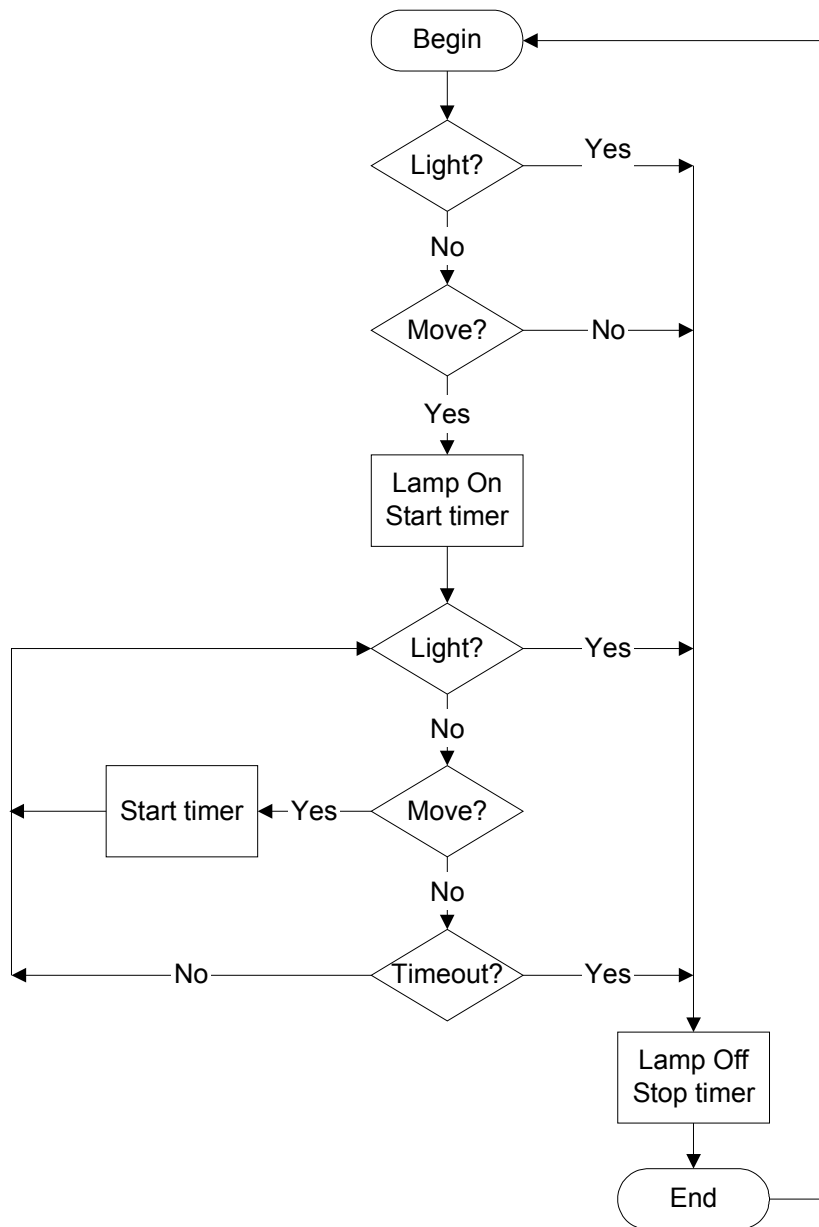 Begin
Light?
Yes
No
Move?
No
Yes
Lamp On
Start timer
Light?
Yes
No
Start timer
Yes
Move?
No
No
Timeout?
Yes
Lamp Off
Stop timer
End